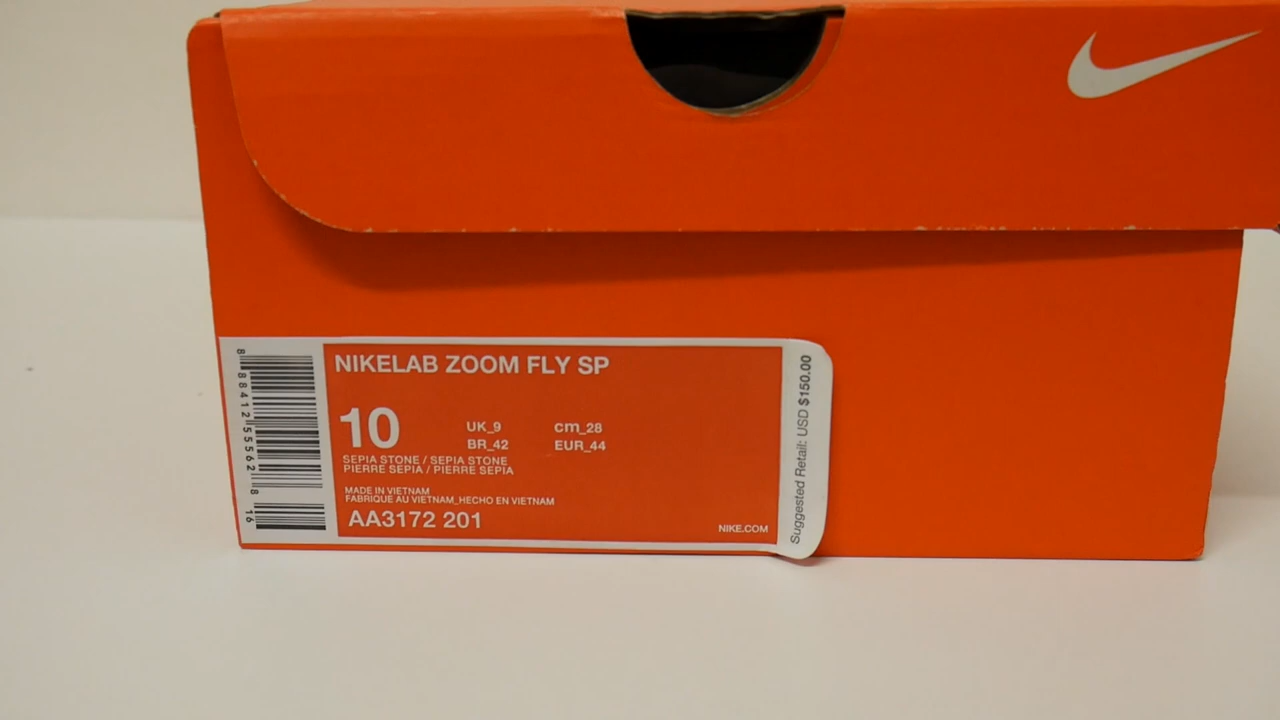 NIKELAB ZOOM FLY SP
10
UK_9 cm_28
BR_42 EUR_44
SEPIA STONE / SEPIA STONE
PIERRE SEPIA / PIERRE SEPIA
MADE IN VIETNAM
FABRIQUE AU VIETNAM_HECHO EN VIETNAM
AA3172 201
NIKE.COM
8 88412 55562 8 16
Suggested Retail: USD $150.00